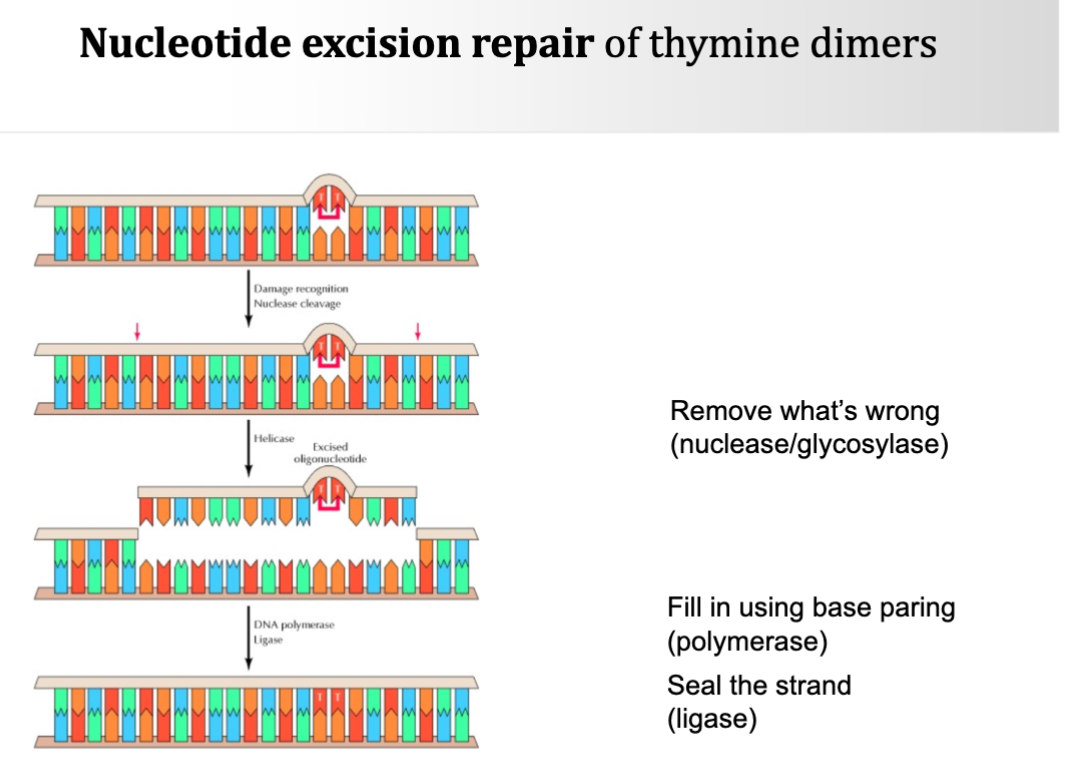 Nucleotide excision repair of thymine dimers
T T
Damage recognition
Nuclease cleavage
T T
Helicase
Excised
oligonucleotide
T T
DNA polymerase
Ligase
T T
Remove what's wrong
(nuclease/glycosylase)
Fill in using base paring
(polymerase)
Seal the strand
(ligase)